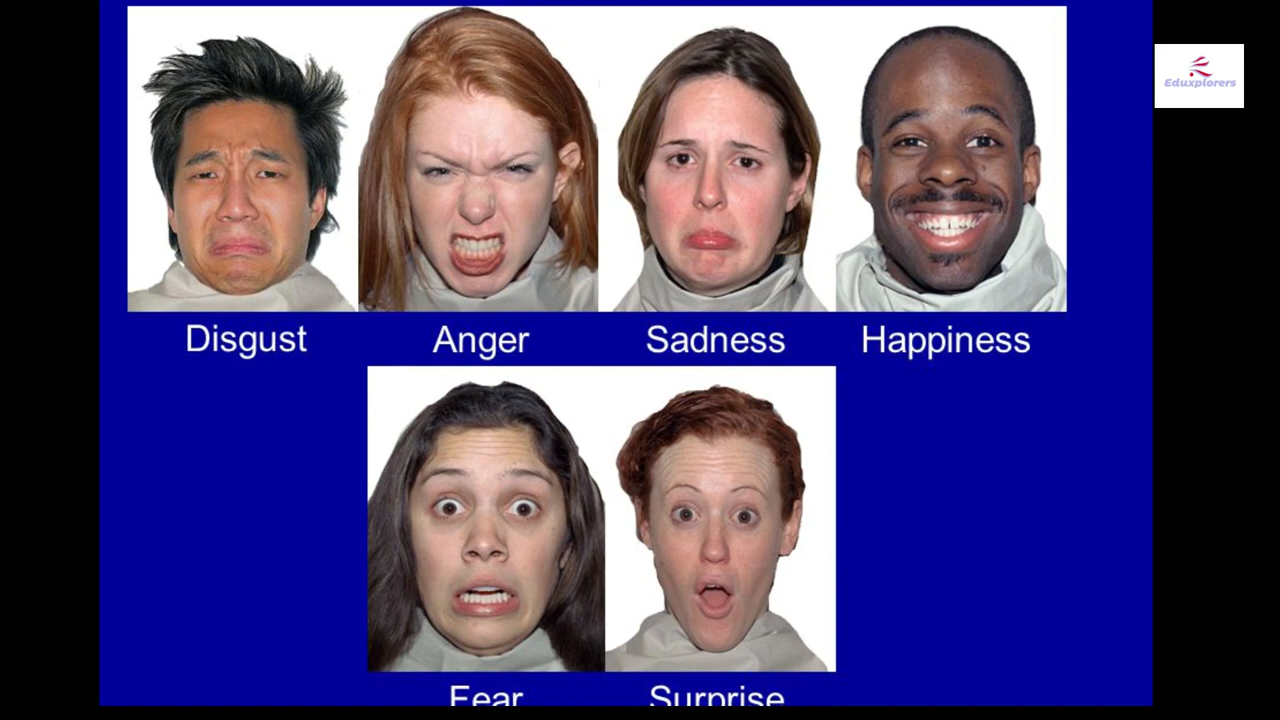 Eduxplorers
Disgust
Anger
Sadness
Happiness
Fear
Surprise